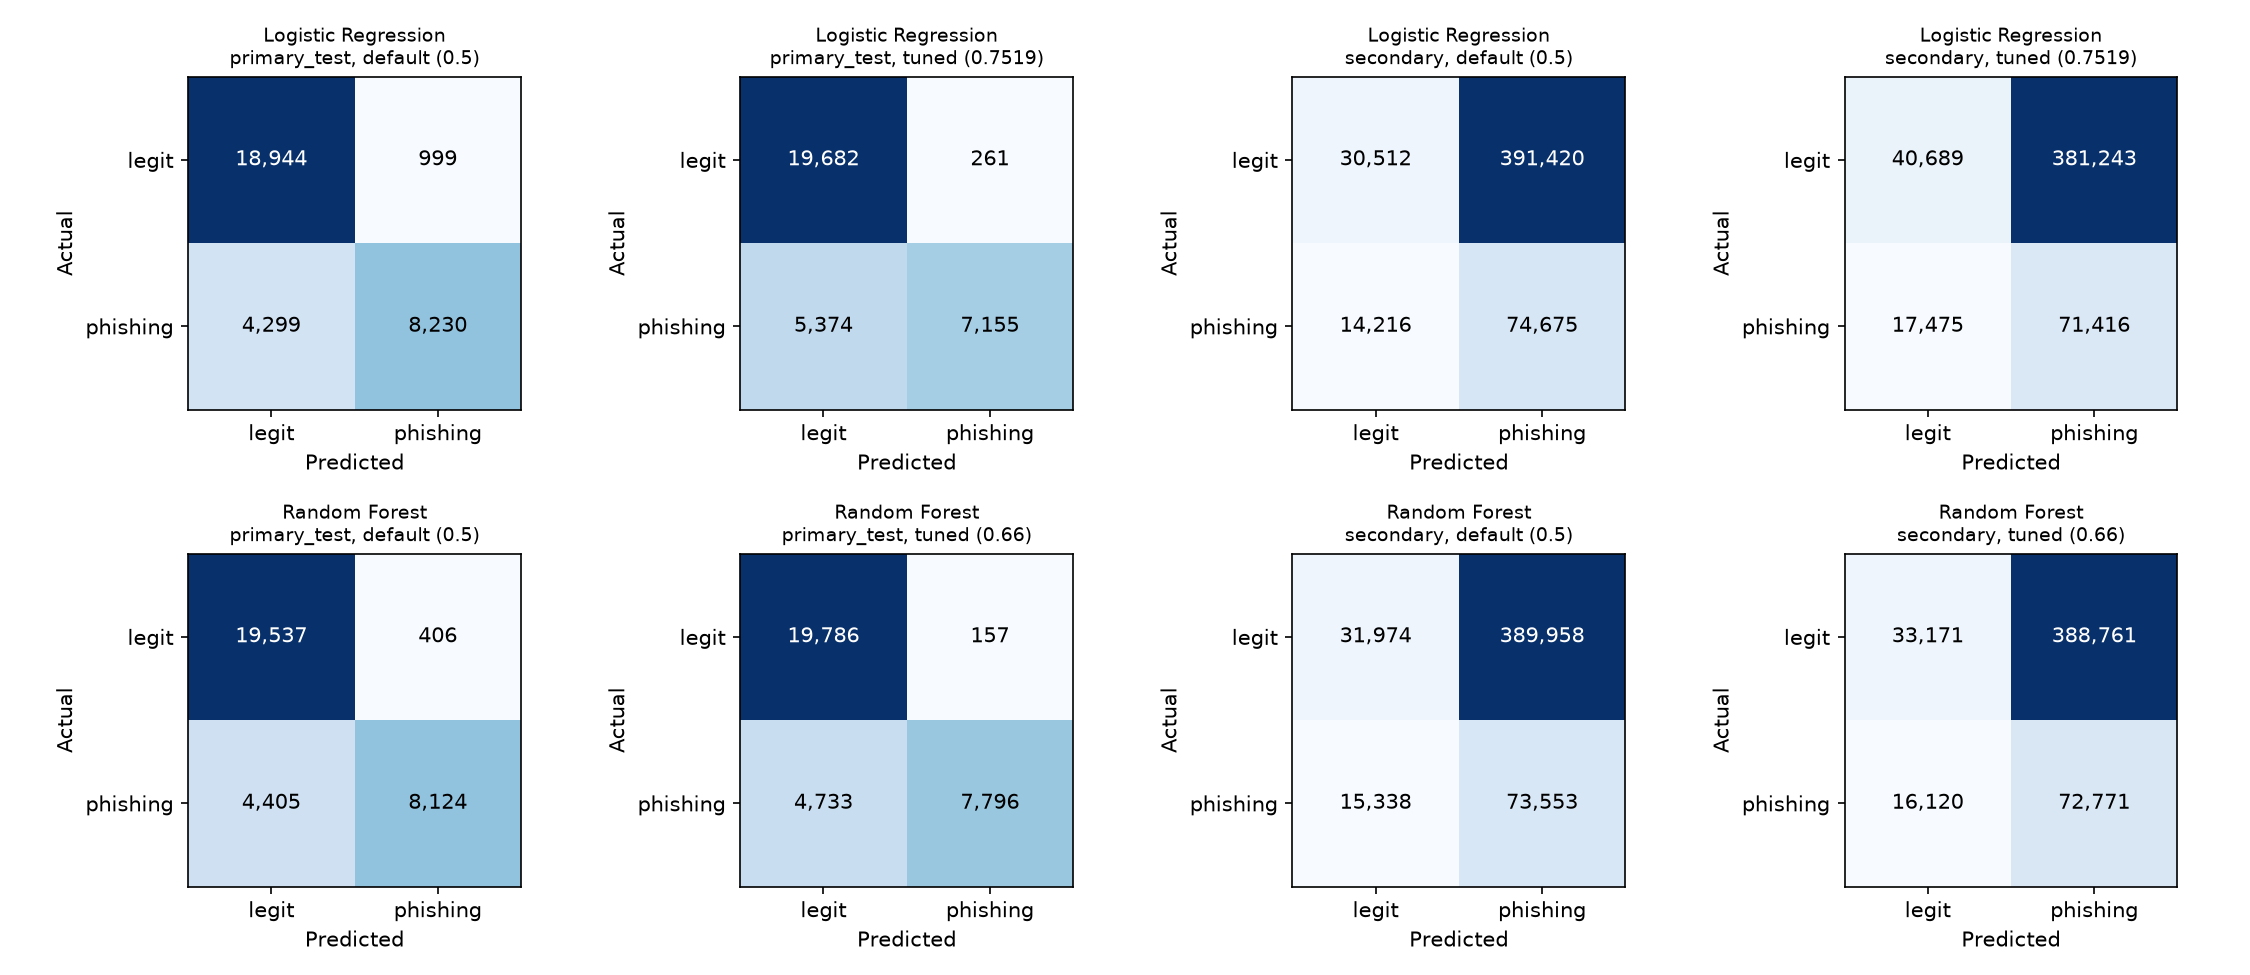 Logistic Regression
primary_test, default (0.5)
Actual
legit
18,944
999
phishing
4,299
8,230
legit
phishing
Predicted
Logistic Regression
primary_test, tuned (0.7519)
Actual
legit
19,682
261
phishing
5,374
7,155
legit
phishing
Predicted
Logistic Regression
secondary, default (0.5)
Actual
legit
30,512
391,420
phishing
14,216
74,675
legit
phishing
Predicted
Logistic Regression
secondary, tuned (0.7519)
Actual
legit
40,689
381,243
phishing
17,475
71,416
legit
phishing
Predicted
Random Forest
primary_test, default (0.5)
Actual
legit
19,537
406
phishing
4,405
8,124
legit
phishing
Predicted
Random Forest
primary_test, tuned (0.66)
Actual
legit
19,786
157
phishing
4,733
7,796
legit
phishing
Predicted
Random Forest
secondary, default (0.5)
Actual
legit
31,974
389,958
phishing
15,338
73,553
legit
phishing
Predicted
Random Forest
secondary, tuned (0.66)
Actual
legit
33,171
388,761
phishing
16,120
72,771
legit
phishing
Predicted